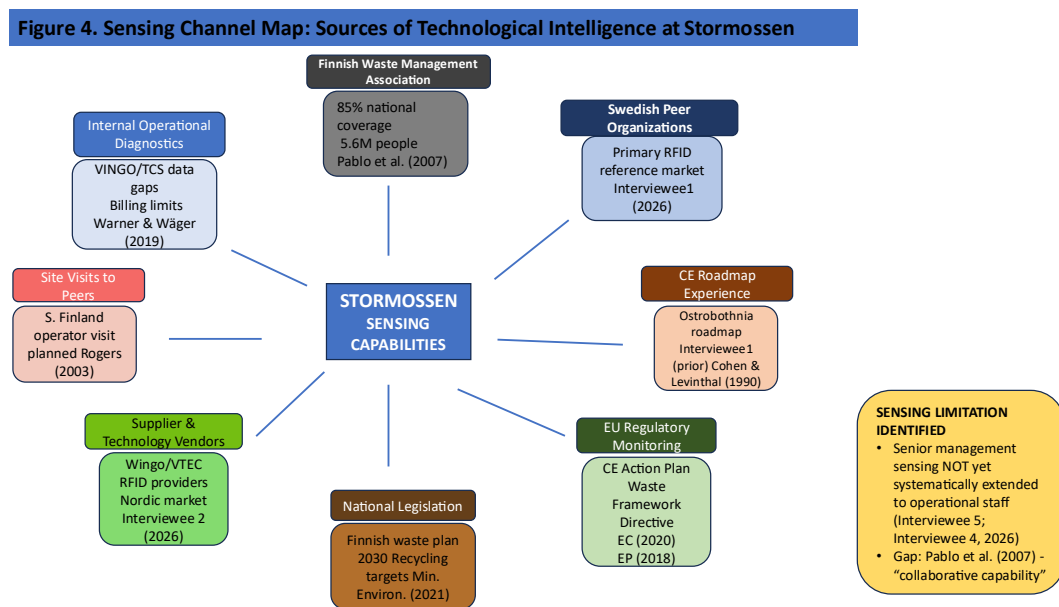 Figure 4. Sensing Channel Map: Sources of Technological Intelligence at Stormossen
Finnish Waste Management
Association
85% national
coverage
5.6M people
Pablo et al. (2007)
Swedish Peer
Organizations
Primary RFID
reference market
Interviewee1
(2026)
Internal Operational
Diagnostics
VINGO/TCS data
gaps
Billing limits
Warner & Wäger
(2019)
Site Visits to
Peers
S. Finland
operator visit
planned Rogers
(2003)
STORMOSSEN
SENSING
CAPABILITIES
CE Roadmap
Experience
Ostrobothnia
roadmap
Interviewee1
(prior) Cohen &
Levinthal (1990)
Supplier &
Technology Vendors
Wingo/VTEC
RFID providers
Nordic market
Interviewee 2
(2026)
National Legislation
Finnish waste plan
2030 Recycling
targets Min.
Environ. (2021)
EU Regulatory
Monitoring
CE Action Plan
Waste
Framework
Directive
EC (2020)
EP (2018)
SENSING LIMITATION
IDENTIFIED
• Senior management
sensing NOT yet
systematically extended
to operational staff
(Interviewee 5;
Interviewee 4, 2026)
• Gap: Pablo et al. (2007) -
“collaborative capability”